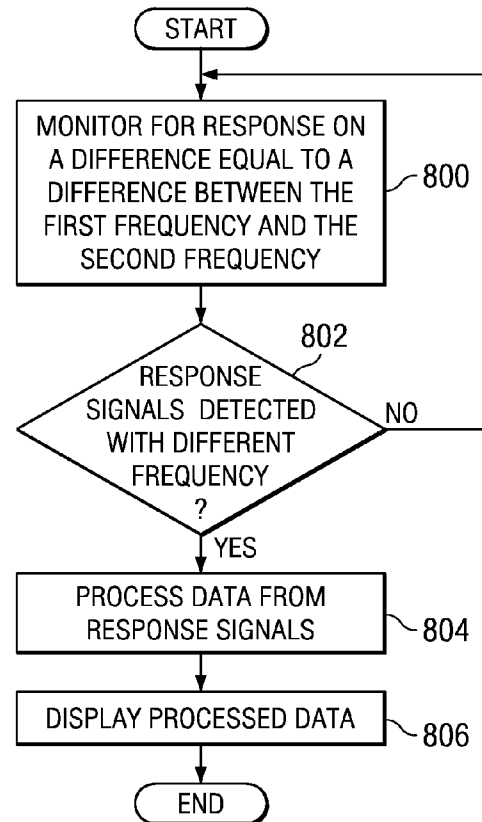 START
MONITOR FOR RESPONSE ON
A DIFFERENCE EQUAL TO A
DIFFERENCE BETWEEN THE
FIRST FREQUENCY AND THE
SECOND FREQUENCY
800
802
RESPONSE
SIGNALS DETECTED
WITH DIFFERENT
FREQUENCY
?
NO
YES
PROCESS DATA FROM
RESPONSE SIGNALS
804
DISPLAY PROCESSED DATA
806
END